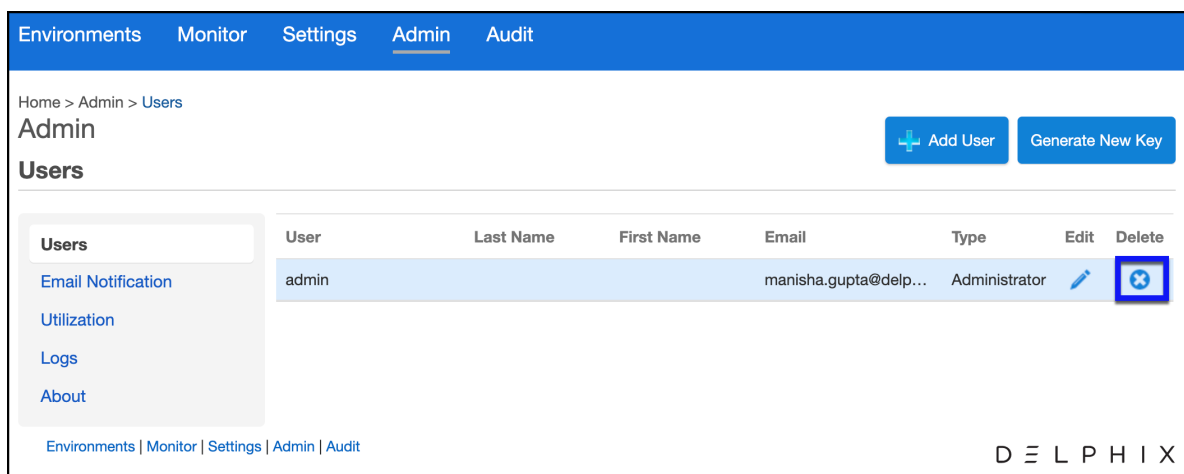 Environments Monitor Settings Admin Audit
Home > Admin > Users
Admin
Add User Generate New Key
Users
Users
Email Notification
Utilization
Logs
About
User Last Name First Name Email Type Edit Delete
admin manisha.gupta@delp... Administrator
Environments | Monitor | Settings | Admin | Audit
DELPHIX